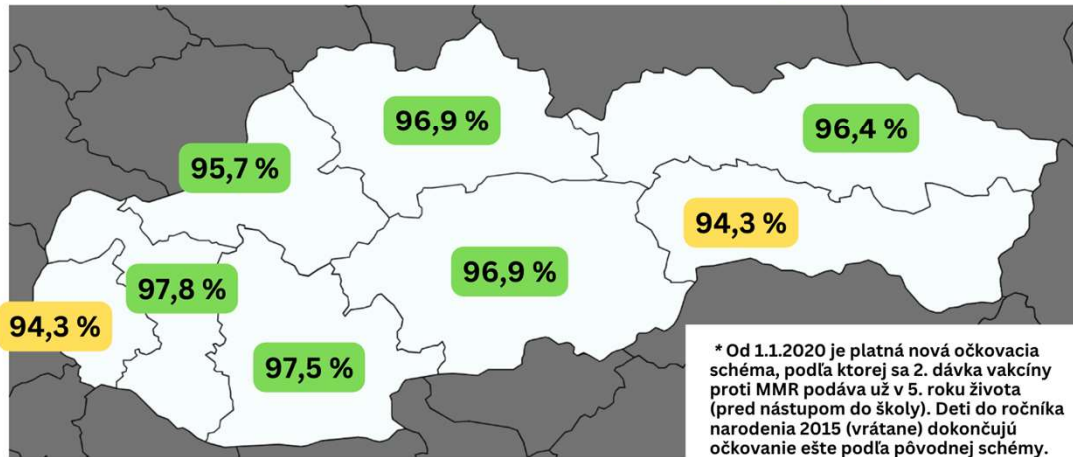 96,9 %
96,4 %
95,7 %
94,3 %
96,9 %
97,8 %
94,3 %
97,5 %
* Od 1.1.2020 je platná nová očkovacia
schéma, podľa ktorej sa 2. dávka vakcíny
proti MMR podáva už v 5. roku života
(pred nástupom do školy). Deti do ročníka
narodenia 2015 (vrátane) dokončujú
očkovanie ešte podľa pôvodnej schémy.